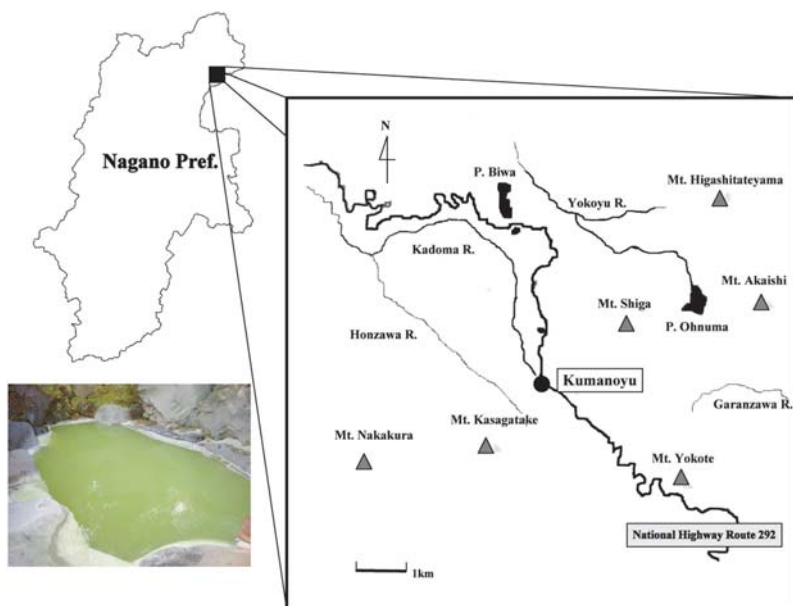 Nagano Pref.
N
P. Biwa
Yokoyu R.
Mt. Higashitateyama
Kadoma R.
Mt. Akaishi
Mt. Shiga
P. Ohnuma
Honzawa R.
Kumanoyu
Garanzawa R.
Mt. Kasagatake
Mt. Nakakura
Mt. Yokote
National Highway Route 292
1km